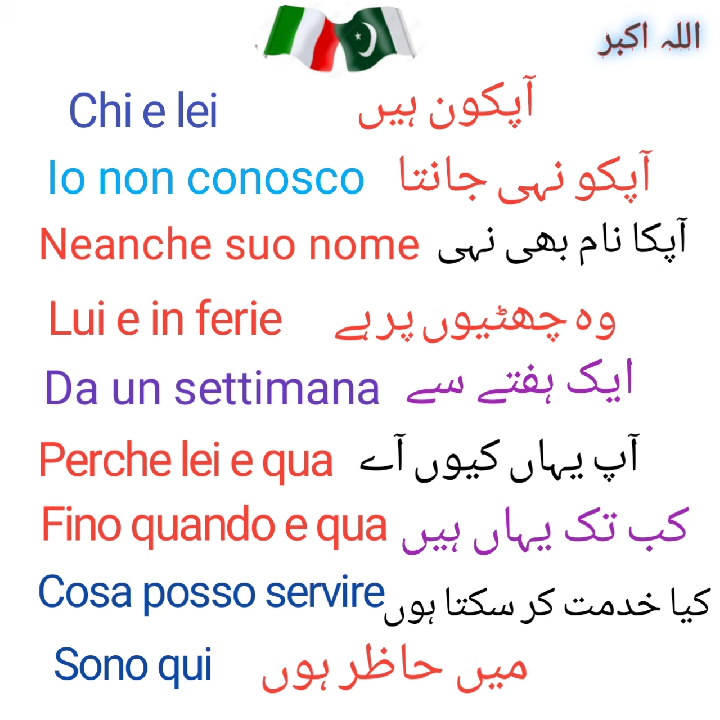 اللہ اکبر
Chi e lei آپکون ہیں
Io non conosco آپکو نہی جانتا
Neanche suo nome آپکا نام بھی نہی
Lui e in ferie وہ چھٹیوں پر ہے
Da un settimana ایک ہفتے سے
Perche lei e qua آپ یہاں کیوں آے
Fino quando e qua کب تک یہاں ہیں
Cosa posso servire کیا خدمت کر سکتا ہوں
Sono qui میں حاظر ہوں